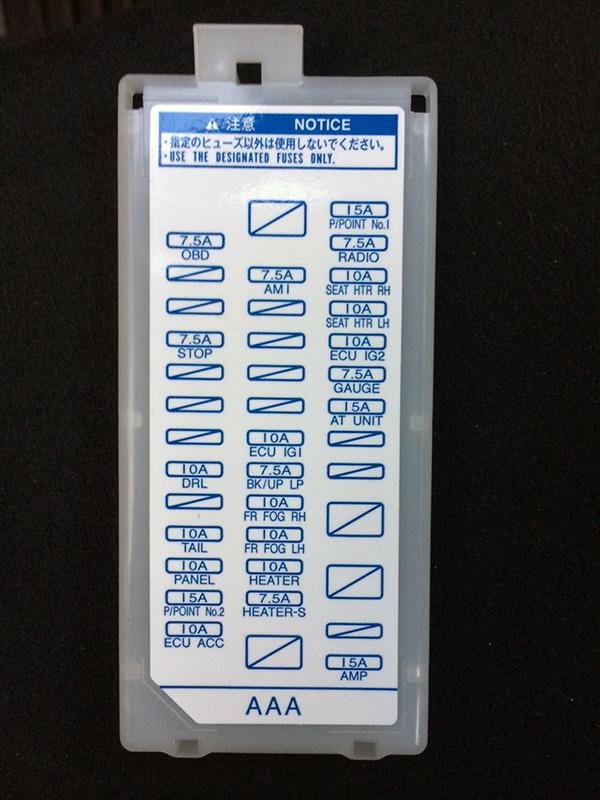 注意 NOTICE
・指定のヒューズ以外は使用しないでください。
・USE THE DESIGNATED FUSES ONLY.
7.5A
OBD
7.5A
STOP
10A
DRL
10A
TAIL
10A
PANEL
15A
P/POINT No.2
10A
ECU ACC
7.5A
AM1
10A
ECU IG1
7.5A
BK/UP LP
10A
FR FOG RH
10A
FR FOG LH
10A
HEATER
7.5A
HEATER-S
15A
P/POINT No.1
7.5A
RADIO
10A
SEAT HTR RH
10A
SEAT HTR LH
10A
ECU IG2
7.5A
GAUGE
15A
AT UNIT
15A
AMP
AAA